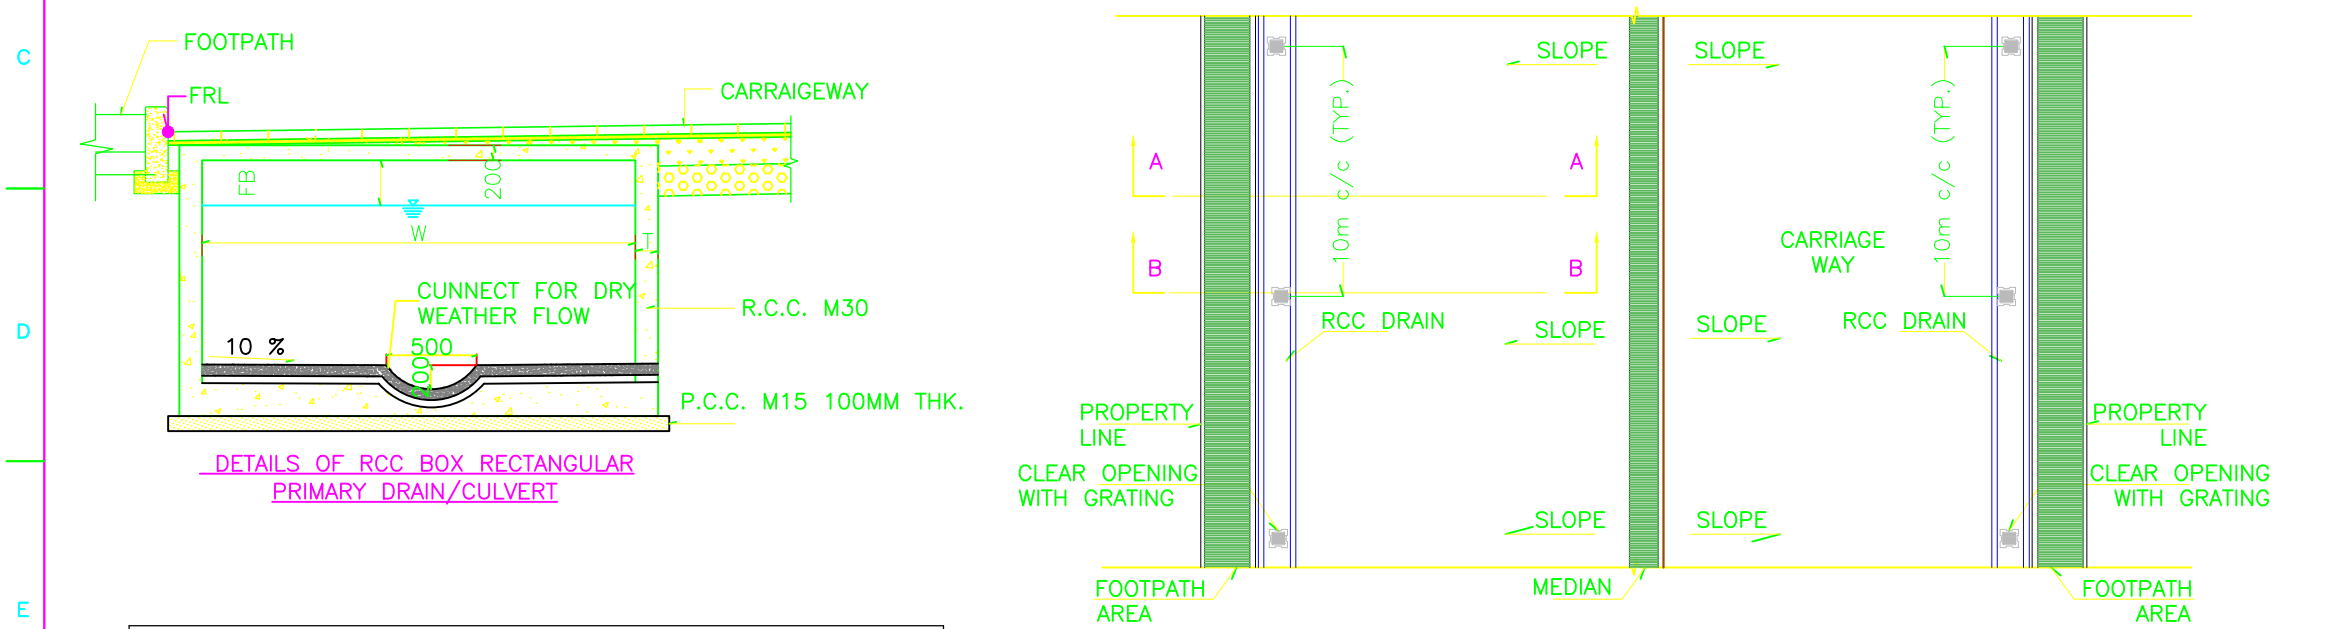 C
D
E
FOOTPATH
FRL
CARRAIGEWAY
FB
200
W
T
CUNNECT FOR DRY
WEATHER FLOW
R.C.C. M30
10 %
500
P.C.C. M15 100MM THK.
DETAILS OF RCC BOX RECTANGULAR
PRIMARY DRAIN/CULVERT
SLOPE
SLOPE
10m c/c (TYP.)
10m c/c (TYP.)
A
A
B
B
CARRIAGE
WAY
RCC DRAIN
SLOPE
SLOPE
RCC DRAIN
PROPERTY
LINE
PROPERTY
LINE
CLEAR OPENING
WITH GRATING
CLEAR OPENING
WITH GRATING
SLOPE
SLOPE
FOOTPATH
AREA
MEDIAN
FOOTPATH
AREA